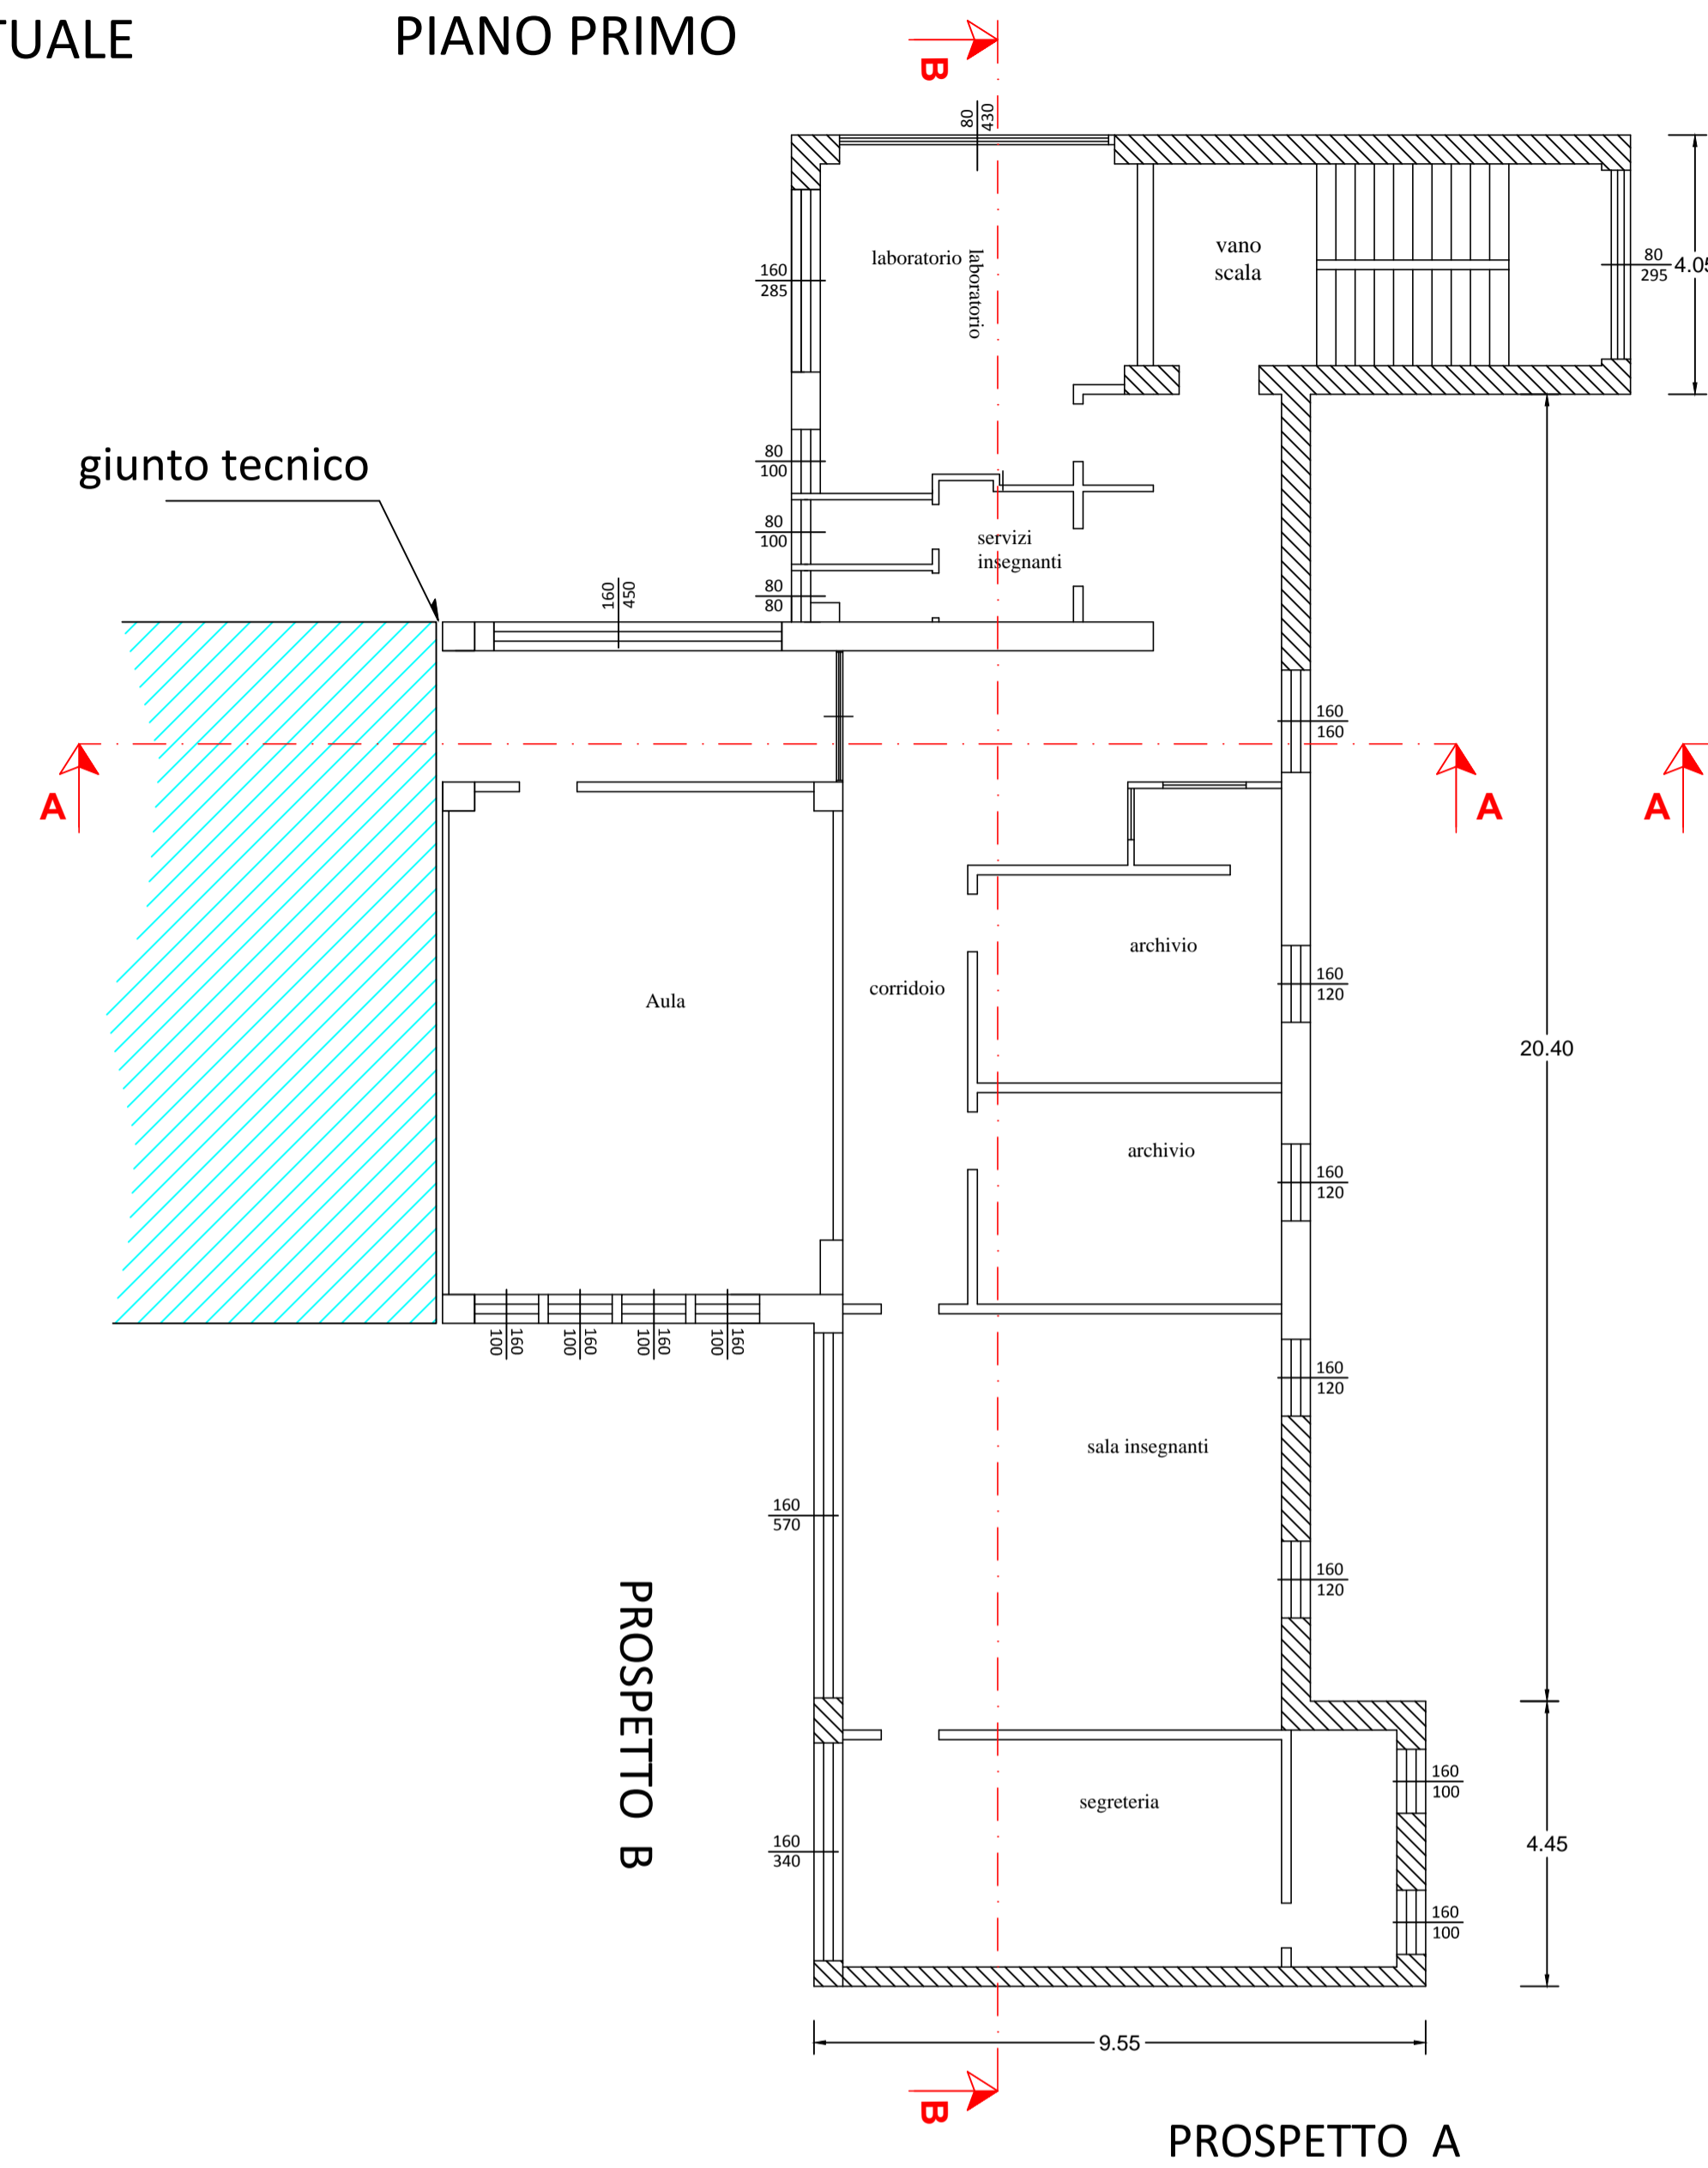 TUALE
PIANO PRIMO
B
80
430
laboratorio
laboratorio
vano
scala
160
285
80
295
4.05
giunto tecnico
80
100
80
100
servizi
insegnanti
80
80
160
450
160
160
A
A
A
archivio
160
120
Aula
corridoio
20.40
archivio
160
120
160
100
160
100
160
100
160
100
160
120
sala insegnanti
160
570
160
120
PROSPETTO B
160
100
segreteria
160
340
4.45
160
100
9.55
B
PROSPETTO A